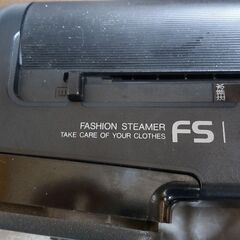 FASHION STEAMER
TAKE CARE OF YOUR CLOTHES
FS